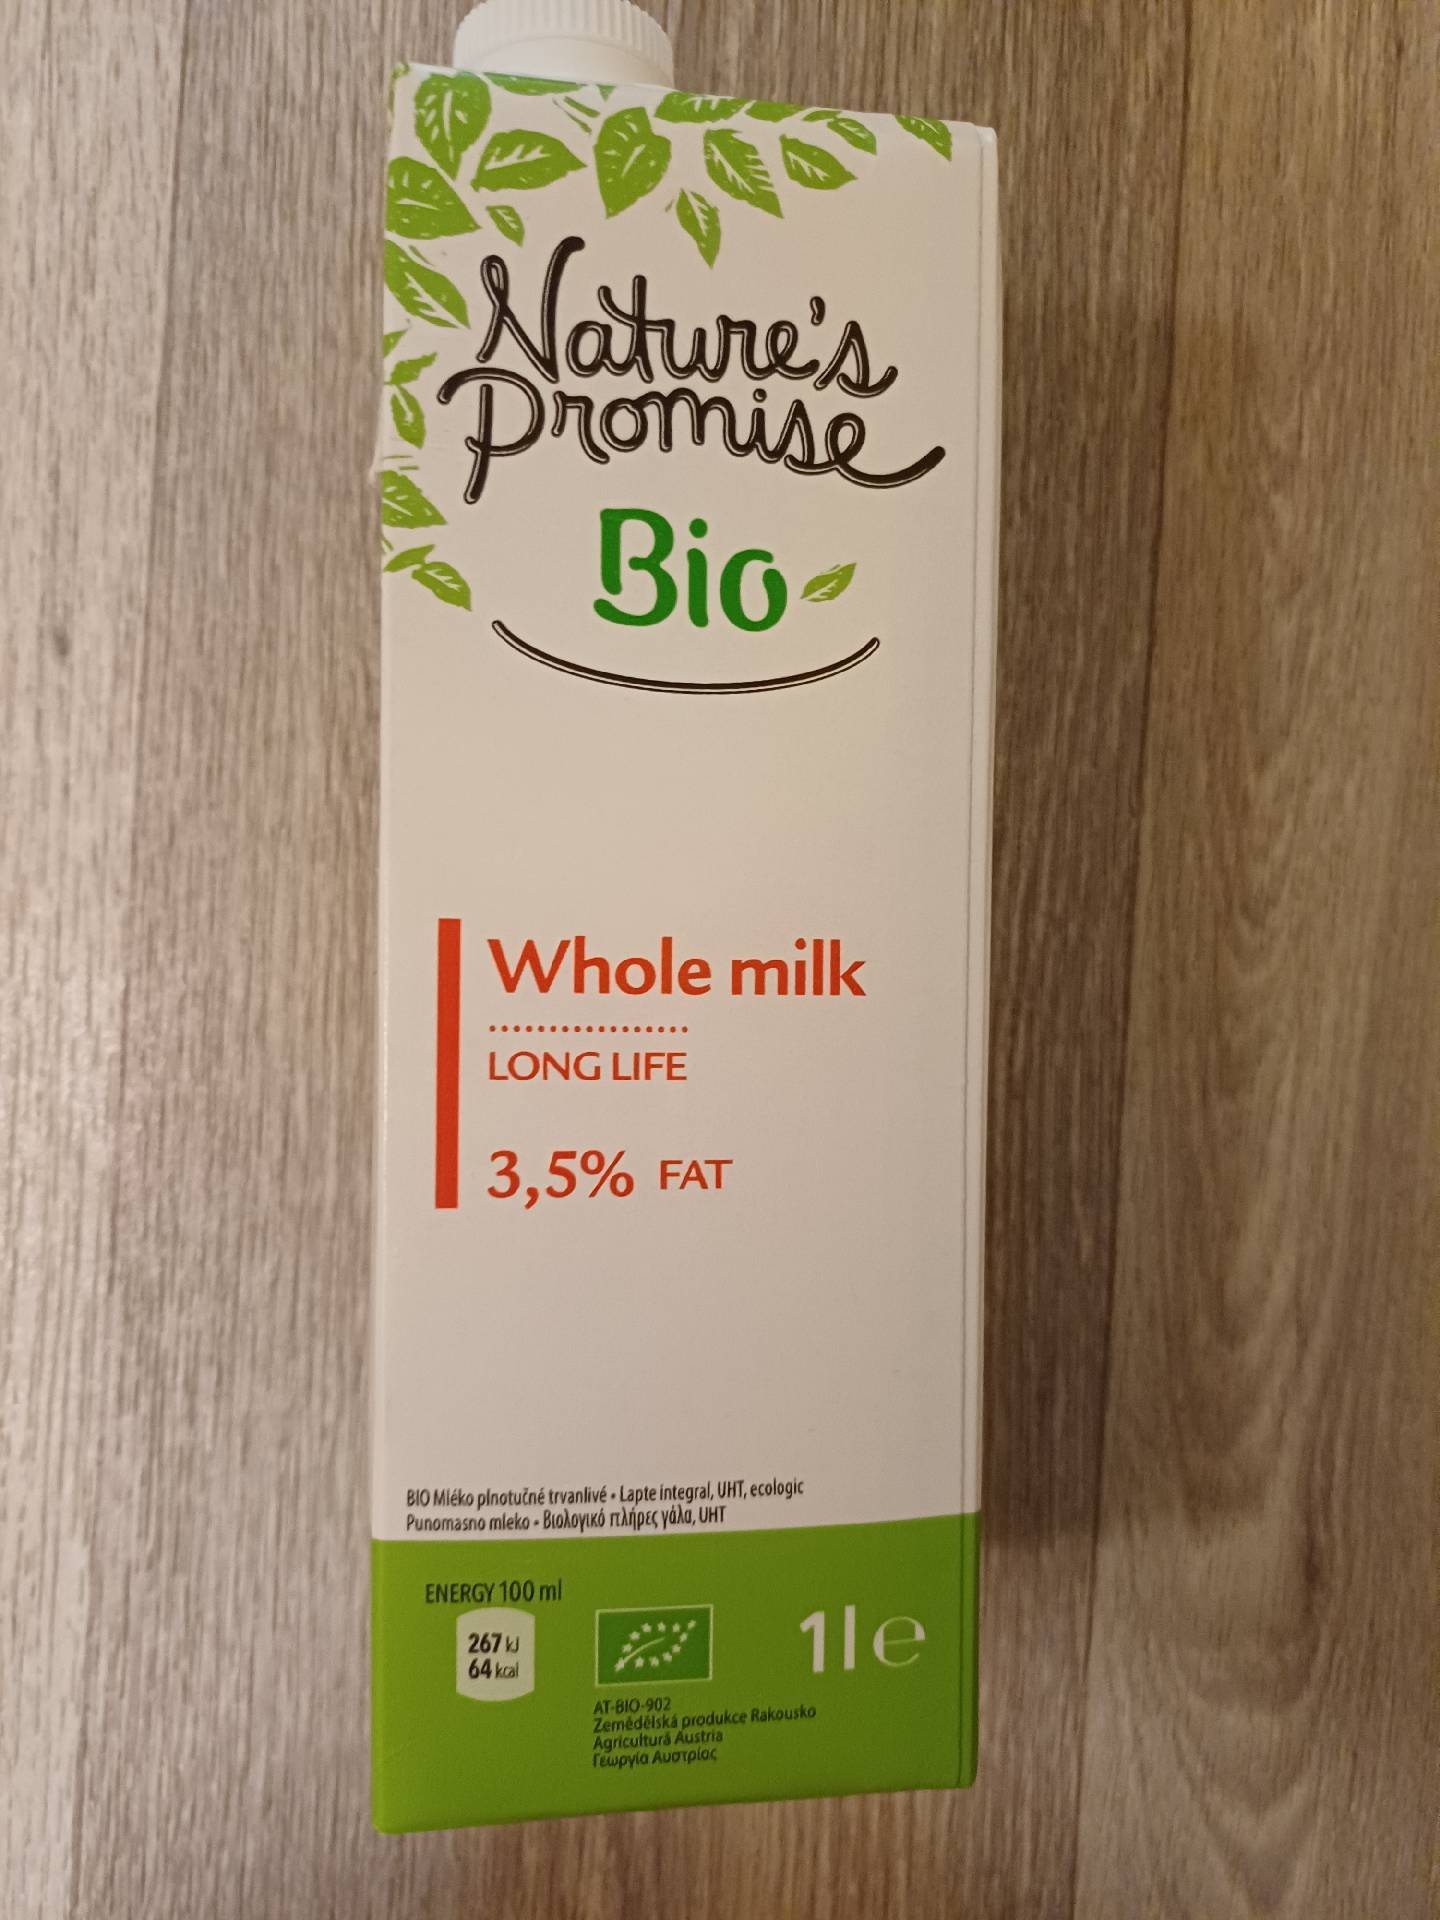 Nature's
Promise
Bio
Whole milk
LONG LIFE
3,5% FAT
BIO Mléko plnotučné trvanlivé • Lapte integral, UHT, ecologic
Punomasno mleko • Βιολογικό πλήρες γάλα, UHT
ENERGY 100 ml
267 kJ
64 kcal
1l e
AT-BIO-902
Zemědělská produkce Rakousko
Agricultură Austria
Γεωργία Αυστρίας